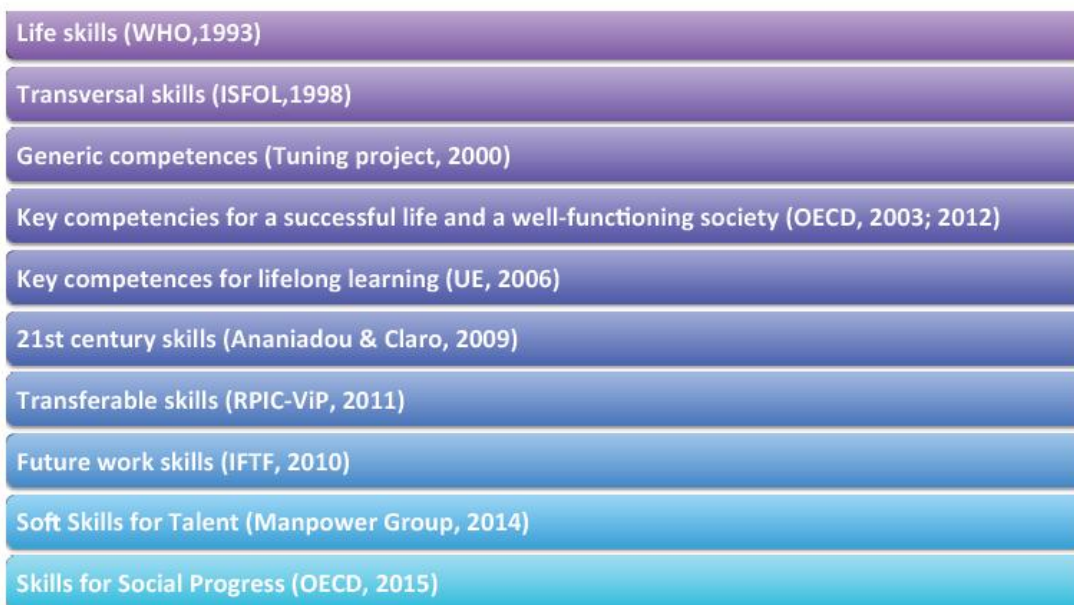 Life skills (WHO,1993)
Transversal skills (ISFOL,1998)
Generic competences (Tuning project, 2000)
Key competencies for a successful life and a well-functioning society (OECD, 2003; 2012)
Key competences for lifelong learning (UE, 2006)
21st century skills (Ananiadou & Claro, 2009)
Transferable skills (RPIC-ViP, 2011)
Future work skills (IFTF, 2010)
Soft Skills for Talent (Manpower Group, 2014)
Skills for Social Progress (OECD, 2015)